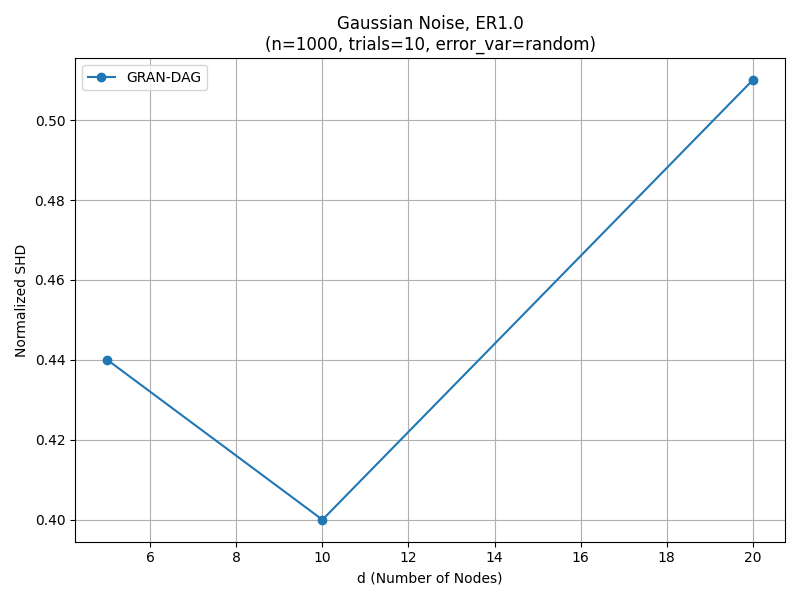 Gaussian Noise, ER1.0
(n=1000, trials=10, error_var=random)
GRAN-DAG
Normalized SHD
0.50
0.48
0.46
0.44
0.42
0.40
6 8 10 12 14 16 18 20
d (Number of Nodes)